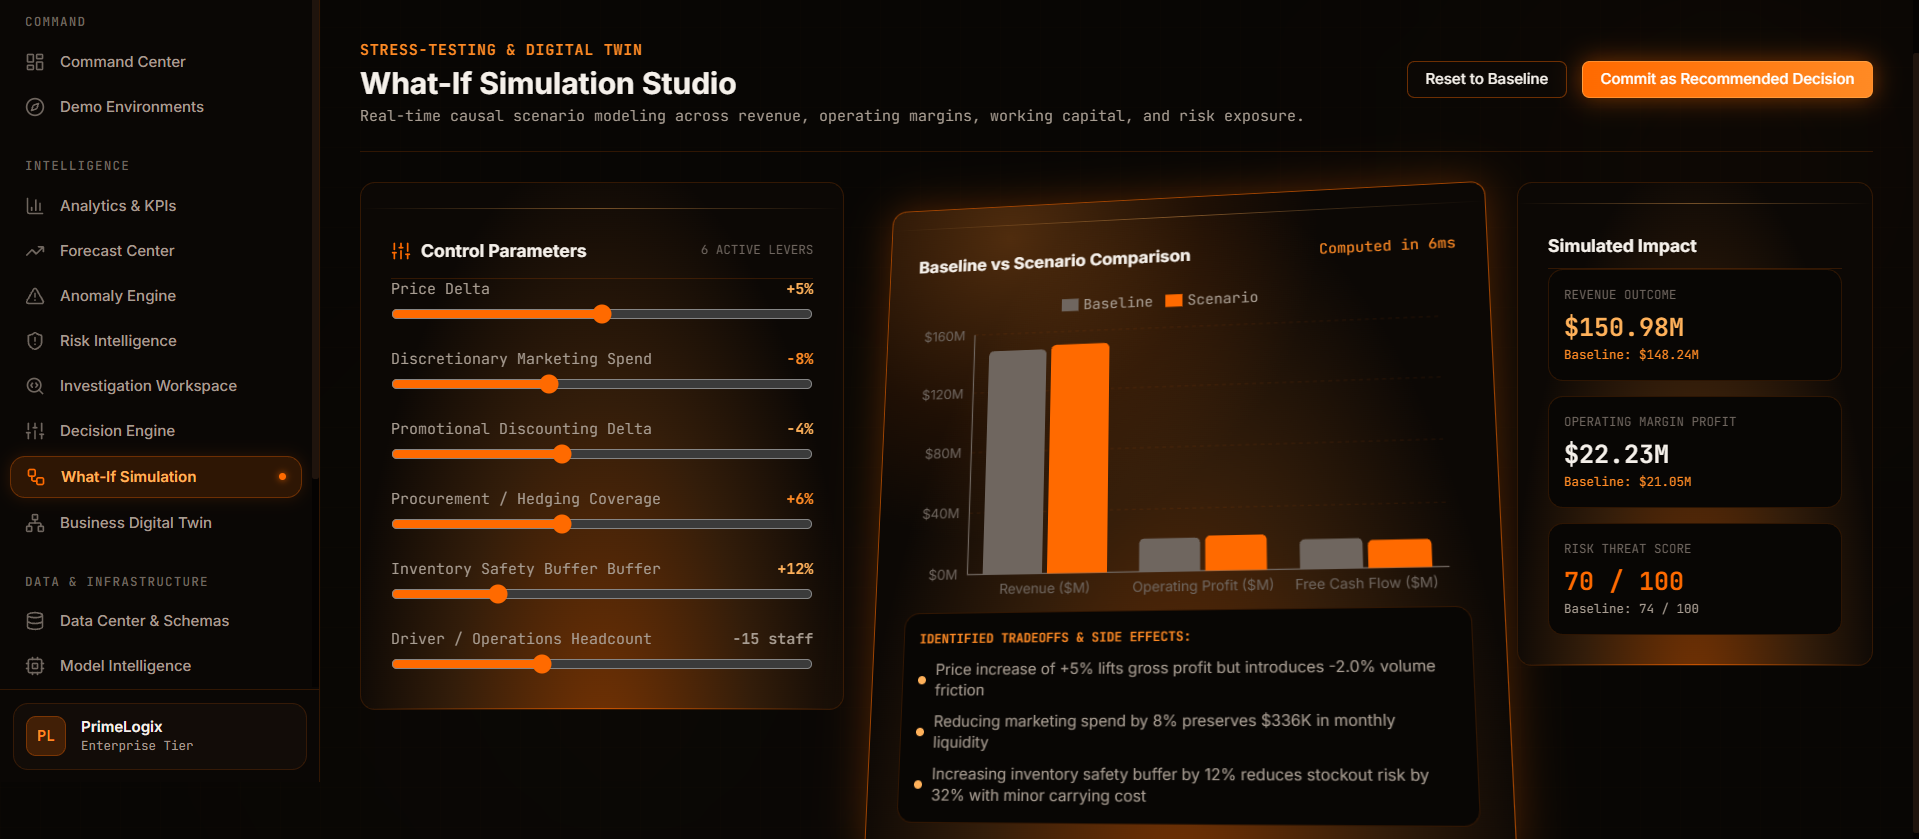 COMMAND
Command Center
Demo Environments
INTELLIGENCE
Analytics & KPIs
Forecast Center
Anomaly Engine
Risk Intelligence
Investigation Workspace
Decision Engine
What-If Simulation
Business Digital Twin
DATA & INFRASTRUCTURE
Data Center & Schemas
Model Intelligence
PL
PrimeLogix
Enterprise Tier
STRESS-TESTING & DIGITAL TWIN
What-If Simulation Studio
Real-time causal scenario modeling across revenue, operating margins, working capital, and risk exposure.
Reset to Baseline
Commit as Recommended Decision
Control Parameters
6 ACTIVE LEVERS
Price Delta +5%
Discretionary Marketing Spend -8%
Promotional Discounting Delta -4%
Procurement / Hedging Coverage +6%
Inventory Safety Buffer Buffer +12%
Driver / Operations Headcount -15 staff
Baseline vs Scenario Comparison
Computed in 6ms
Baseline Scenario
$160M
$120M
$80M
$40M
$0M
Revenue ($M) Operating Profit ($M) Free Cash Flow ($M)
IDENTIFIED TRADEOFFS & SIDE EFFECTS:
Price increase of +5% lifts gross profit but introduces -2.0% volume
friction
Reducing marketing spend by 8% preserves $336K in monthly
liquidity
Increasing inventory safety buffer by 12% reduces stockout risk by
32% with minor carrying cost
Simulated Impact
REVENUE OUTCOME
$150.98M
Baseline: $148.24M
OPERATING MARGIN PROFIT
$22.23M
Baseline: $21.05M
RISK THREAT SCORE
70 / 100
Baseline: 74 / 100